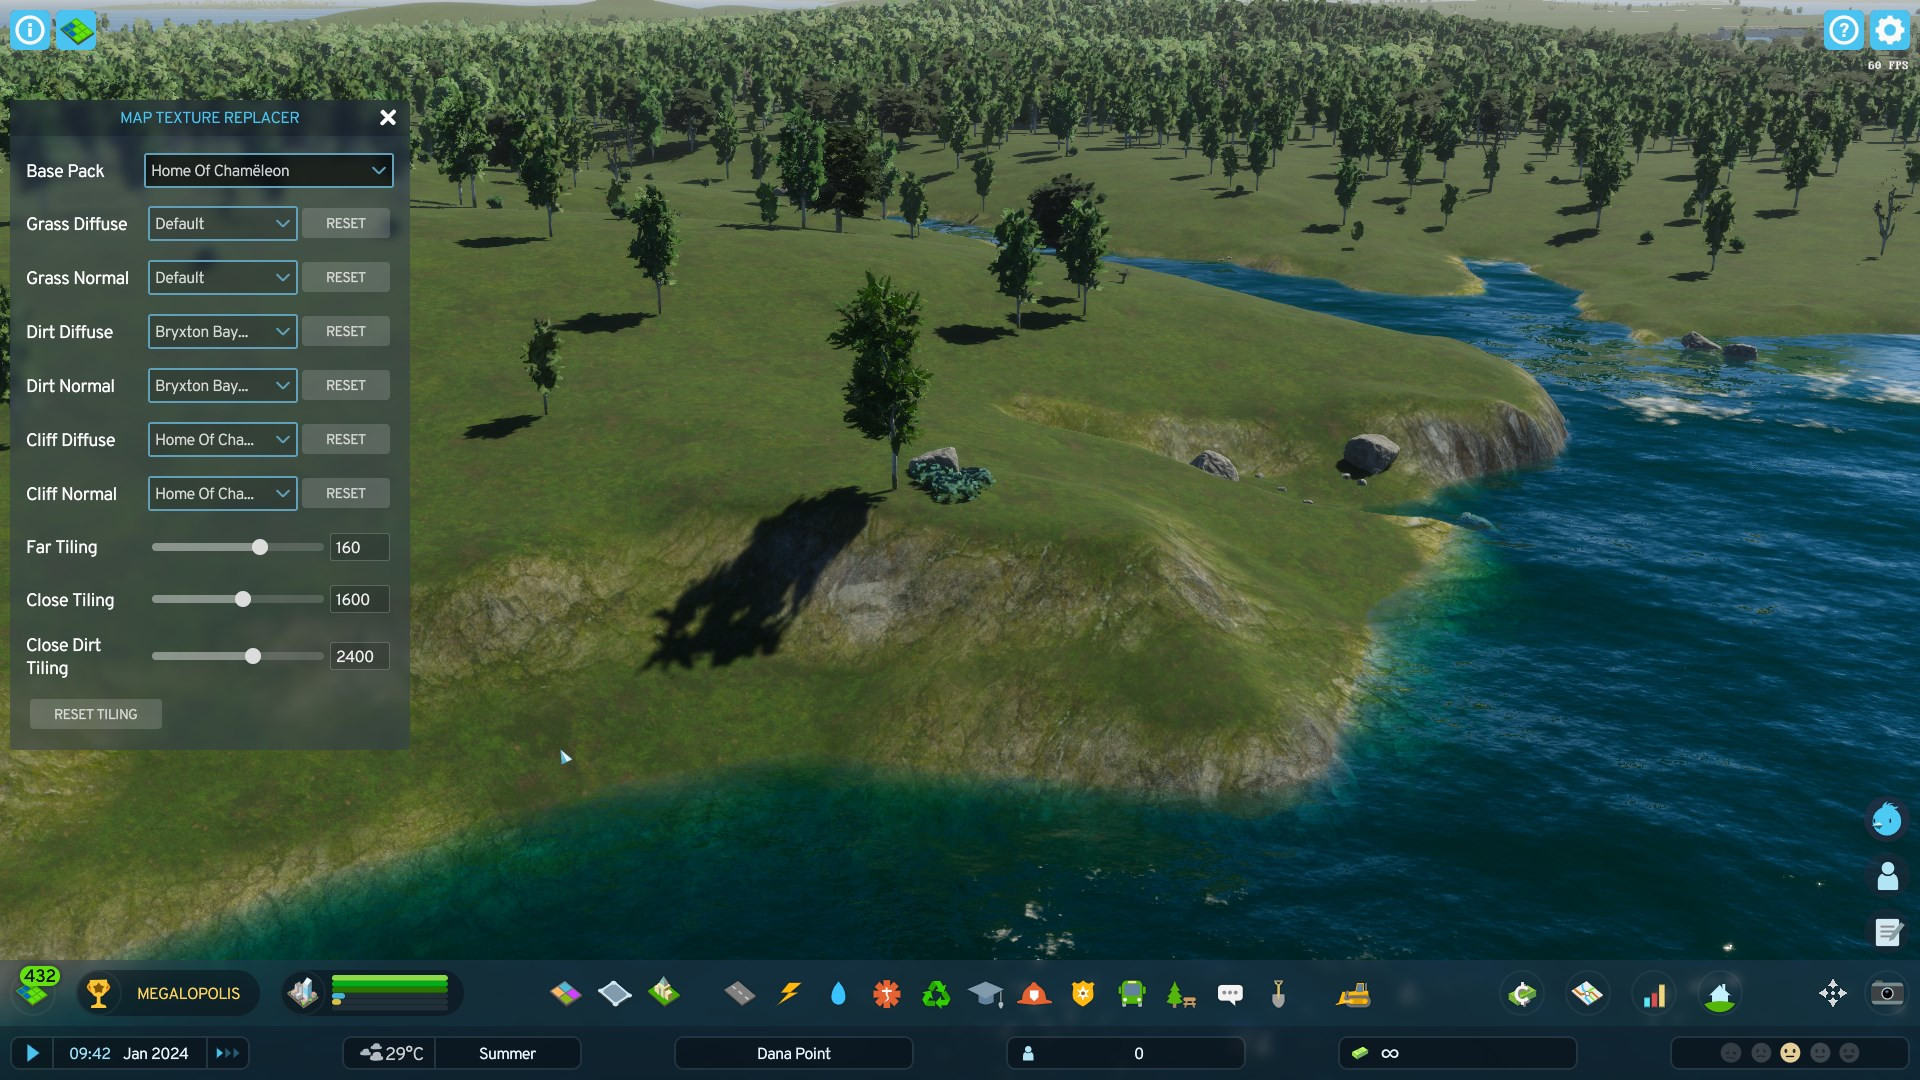 60 FPS
MAP TEXTURE REPLACER
Base Pack Home Of Chamëleon
Grass Diffuse Default RESET
Grass Normal Default RESET
Dirt Diffuse Bryxton Bay... RESET
Dirt Normal Bryxton Bay... RESET
Cliff Diffuse Home Of Cha... RESET
Cliff Normal Home Of Cha... RESET
Far Tiling 160
Close Tiling 1600
Close Dirt
Tiling 2400
RESET TILING
432
MEGALOPOLIS
09:42 Jan 2024 29°C Summer Dana Point 0 ∞